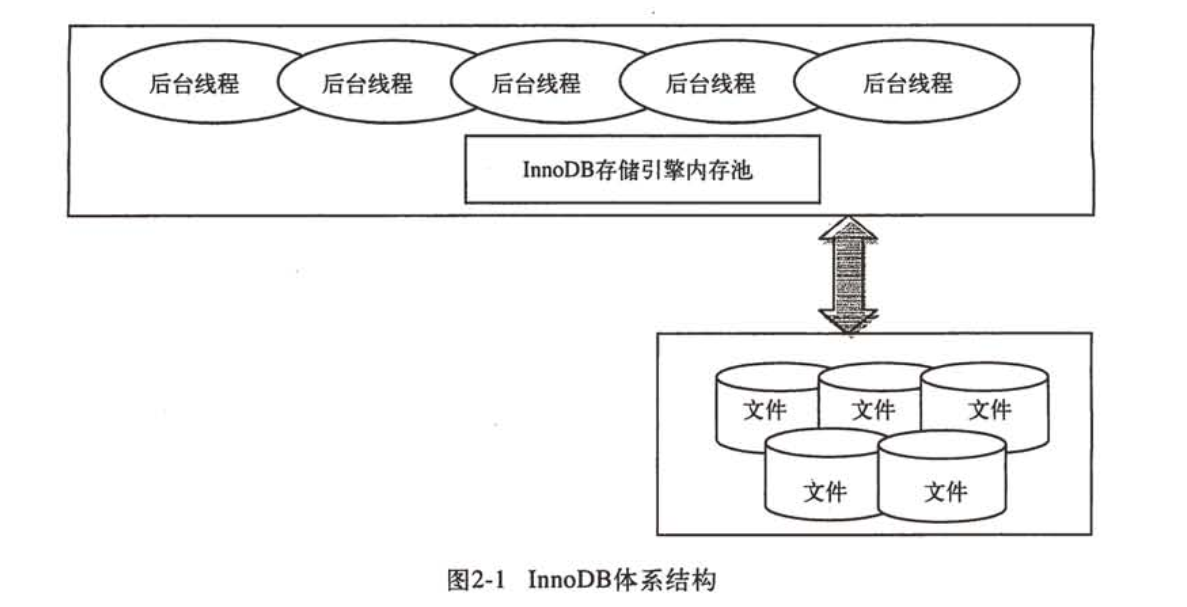 后台线程 后台线程 后台线程 后台线程 后台线程
InnoDB存储引擎内存池
文件 文件 文件
文件 文件
图2-1 InnoDB体系结构